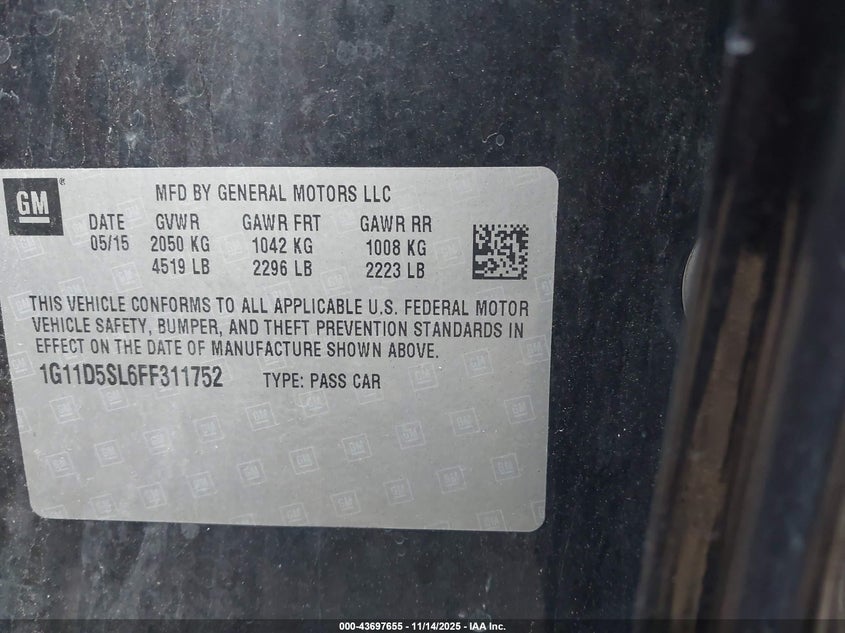 GM ®
MFD BY GENERAL MOTORS LLC
DATE GVWR GAWR FRT GAWR RR
05/15 2050 KG 1042 KG 1008 KG
4519 LB 2296 LB 2223 LB
THIS VEHICLE CONFORMS TO ALL APPLICABLE U.S. FEDERAL MOTOR
VEHICLE SAFETY, BUMPER, AND THEFT PREVENTION STANDARDS IN
EFFECT ON THE DATE OF MANUFACTURE SHOWN ABOVE.
1G11D5SL6FF311752 TYPE: PASS CAR
000-43697655 - 11/14/2025 - IAA Inc.